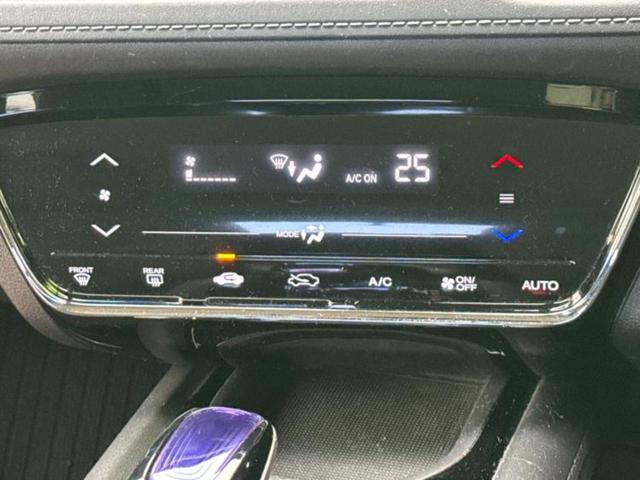 A/C ON 25
MODE
FRONT REAR A/C ON/OFF AUTO